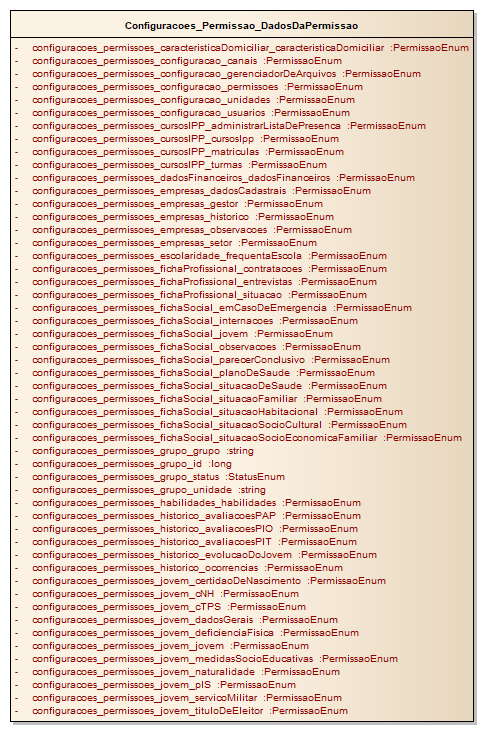 Configuracoes_Permissao_DadosDaPermissao
- configuracoes_permissoes_caracteristicaDomiciliar_caracteristicaDomiciliar :PermissaoEnum
- configuracoes_permissoes_configuracao_canais :PermissaoEnum
- configuracoes_permissoes_configuracao_gerenciadorDeArquivos :PermissaoEnum
- configuracoes_permissoes_configuracao_permissoes :PermissaoEnum
- configuracoes_permissoes_configuracao_unidades :PermissaoEnum
- configuracoes_permissoes_configuracao_usuarios :PermissaoEnum
- configuracoes_permissoes_cursosIPP_administrarListaDePresenca :PermissaoEnum
- configuracoes_permissoes_cursosIPP_cursosIpp :PermissaoEnum
- configuracoes_permissoes_cursosIPP_matriculas :PermissaoEnum
- configuracoes_permissoes_cursosIPP_turmas :PermissaoEnum
- configuracoes_permissoes_dadosFinanceiros_dadosFinanceiros :PermissaoEnum
- configuracoes_permissoes_empresas_dadosCadastrais :PermissaoEnum
- configuracoes_permissoes_empresas_gestor :PermissaoEnum
- configuracoes_permissoes_empresas_historico :PermissaoEnum
- configuracoes_permissoes_empresas_observacoes :PermissaoEnum
- configuracoes_permissoes_empresas_setor :PermissaoEnum
- configuracoes_permissoes_escolaridade_frequentaEscola :PermissaoEnum
- configuracoes_permissoes_fichaProfissional_contratacoes :PermissaoEnum
- configuracoes_permissoes_fichaProfissional_entrevistas :PermissaoEnum
- configuracoes_permissoes_fichaProfissional_situacao :PermissaoEnum
- configuracoes_permissoes_fichaSocial_emCasoDeEmergencia :PermissaoEnum
- configuracoes_permissoes_fichaSocial_internacoes :PermissaoEnum
- configuracoes_permissoes_fichaSocial_jovem :PermissaoEnum
- configuracoes_permissoes_fichaSocial_observacoes :PermissaoEnum
- configuracoes_permissoes_fichaSocial_parecerConclusivo :PermissaoEnum
- configuracoes_permissoes_fichaSocial_planoDeSaude :PermissaoEnum
- configuracoes_permissoes_fichaSocial_situacaoDeSaude :PermissaoEnum
- configuracoes_permissoes_fichaSocial_situacaoFamiliar :PermissaoEnum
- configuracoes_permissoes_fichaSocial_situacaoHabitacional :PermissaoEnum
- configuracoes_permissoes_fichaSocial_situacaoSocioCultural :PermissaoEnum
- configuracoes_permissoes_fichaSocial_situacaoSocioEconomicaFamiliar :PermissaoEnum
- configuracoes_permissoes_grupo_grupo :string
- configuracoes_permissoes_grupo_id :long
- configuracoes_permissoes_grupo_status :StatusEnum
- configuracoes_permissoes_grupo_unidade :string
- configuracoes_permissoes_habilidades_habilidades :PermissaoEnum
- configuracoes_permissoes_historico_avaliacoesPAP :PermissaoEnum
- configuracoes_permissoes_historico_avaliacoesPIO :PermissaoEnum
- configuracoes_permissoes_historico_avaliacoesPIT :PermissaoEnum
- configuracoes_permissoes_historico_evolucaoDoJovem :PermissaoEnum
- configuracoes_permissoes_historico_ocorrencias :PermissaoEnum
- configuracoes_permissoes_jovem_certidaoDeNascimento :PermissaoEnum
- configuracoes_permissoes_jovem_cNH :PermissaoEnum
- configuracoes_permissoes_jovem_cTPS :PermissaoEnum
- configuracoes_permissoes_jovem_dadosGerais :PermissaoEnum
- configuracoes_permissoes_jovem_deficienciaFisica :PermissaoEnum
- configuracoes_permissoes_jovem_jovem :PermissaoEnum
- configuracoes_permissoes_jovem_medidasSocioEducativas :PermissaoEnum
- configuracoes_permissoes_jovem_naturalidade :PermissaoEnum
- configuracoes_permissoes_jovem_pIS :PermissaoEnum
- configuracoes_permissoes_jovem_servicoMilitar :PermissaoEnum
- configuracoes_permissoes_jovem_tituloDeEleitor :PermissaoEnum